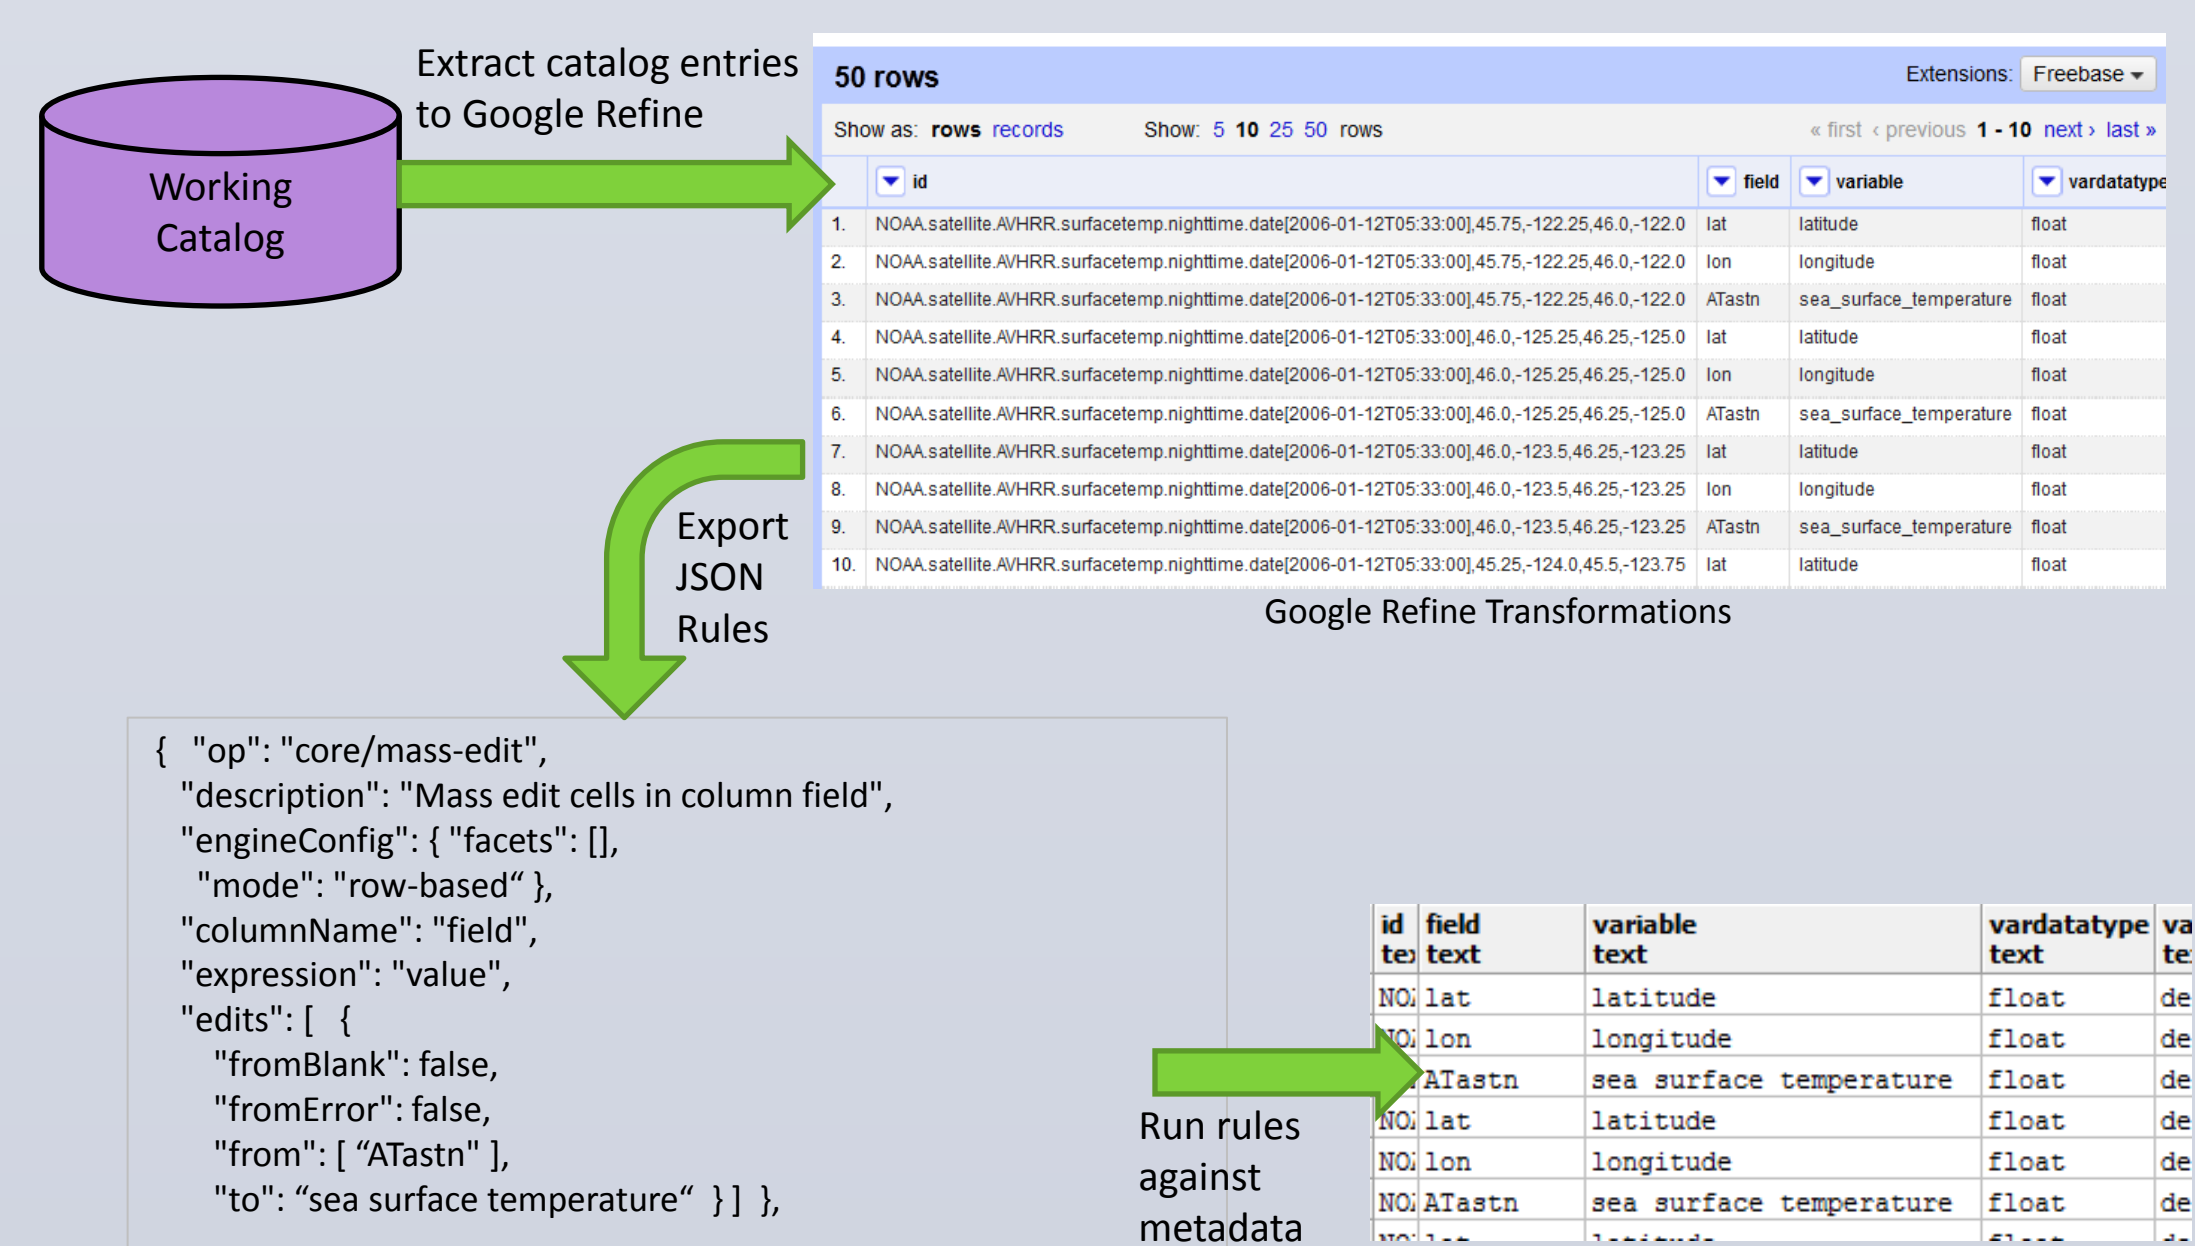 Extract catalog entries
to Google Refine
Working
Catalog
50 rows
Extensions: Freebase
Show as: rows records Show: 5 10 25 50 rows « first ‹ previous 1 - 10 next › last »
id field variable vardatatype
1. NOAA.satellite.AVHRR.surfacetemp.nighttime.date[2006-01-12T05:33:00],45.75,-122.25,46.0,-122.0 lat latitude float
2. NOAA.satellite.AVHRR.surfacetemp.nighttime.date[2006-01-12T05:33:00],45.75,-122.25,46.0,-122.0 lon longitude float
3. NOAA.satellite.AVHRR.surfacetemp.nighttime.date[2006-01-12T05:33:00],45.75,-122.25,46.0,-122.0 ATastn sea_surface_temperature float
4. NOAA.satellite.AVHRR.surfacetemp.nighttime.date[2006-01-12T05:33:00],46.0,-125.25,46.25,-125.0 lat latitude float
5. NOAA.satellite.AVHRR.surfacetemp.nighttime.date[2006-01-12T05:33:00],46.0,-125.25,46.25,-125.0 lon longitude float
6. NOAA.satellite.AVHRR.surfacetemp.nighttime.date[2006-01-12T05:33:00],46.0,-125.25,46.25,-125.0 ATastn sea_surface_temperature float
7. NOAA.satellite.AVHRR.surfacetemp.nighttime.date[2006-01-12T05:33:00],46.0,-123.5,46.25,-123.25 lat latitude float
8. NOAA.satellite.AVHRR.surfacetemp.nighttime.date[2006-01-12T05:33:00],46.0,-123.5,46.25,-123.25 lon longitude float
9. NOAA.satellite.AVHRR.surfacetemp.nighttime.date[2006-01-12T05:33:00],46.0,-123.5,46.25,-123.25 ATastn sea_surface_temperature float
10. NOAA.satellite.AVHRR.surfacetemp.nighttime.date[2006-01-12T05:33:00],45.25,-124.0,45.5,-123.75 lat latitude float
Google Refine Transformations
Export
JSON
Rules
{ "op": "core/mass-edit",
"description": "Mass edit cells in column field",
"engineConfig": { "facets": [],
"mode": "row-based“ },
"columnName": "field",
"expression": "value",
"edits": [ {
"fromBlank": false,
"fromError": false,
"from": [ “ATastn" ],
"to": “sea surface temperature“ } ] },
Run rules
against
metadata
id field variable vardatatype
text text text
lat latitude float
lon longitude float
ATastn sea surface temperature float
lat latitude float
lon longitude float
ATastn sea surface temperature float